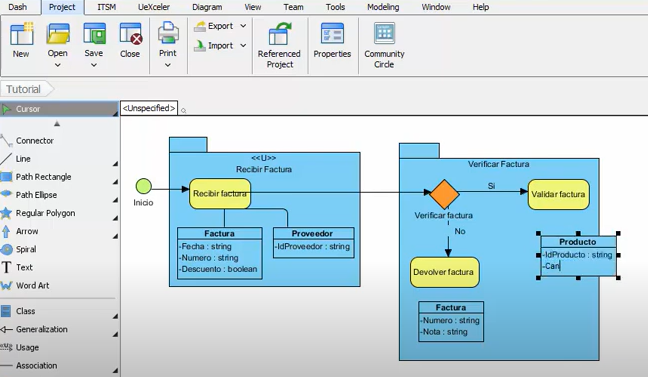 Dash Project ITSM UeXceler Diagram View Team Tools Modeling Window Help
New Open Save Close Print Export Import Referenced Project Properties Community Circle
Tutorial
Cursor
<Unspecified>
Connector
Line
Path Rectangle
Path Ellipse
Regular Polygon
Arrow
Spiral
Text
Word Art
Class
Generalization
Usage
Association
Inicio
<<U>>
Recibir Factura
Recibir factura
Factura
-Fecha : string
-Numero : string
-Descuento : boolean
Proveedor
-IdProveedor : string
Verificar Factura
Verificar factura
Si
Validar factura
No
Devolver factura
Producto
-IdProducto : string
-Can
Factura
-Numero : string
-Nota : string